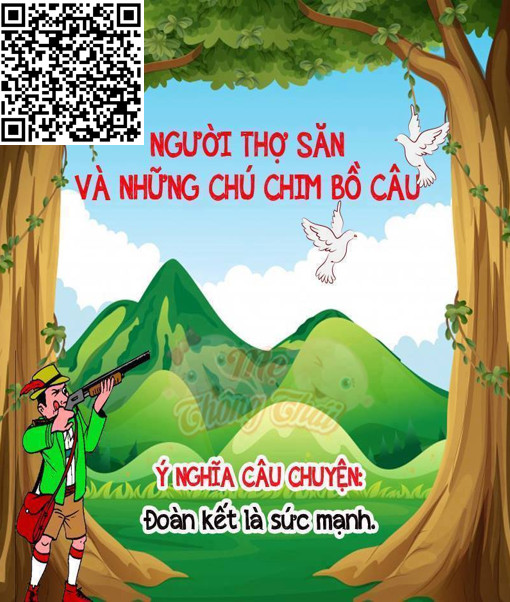 NGƯỜI THỢ SĂN
VÀ NHỮNG CHÚ CHIM BỒ CÂU
Mẹ
Thông Thái
Ý NGHĨA CÂU CHUYỆN:
Đoàn kết là sức mạnh.